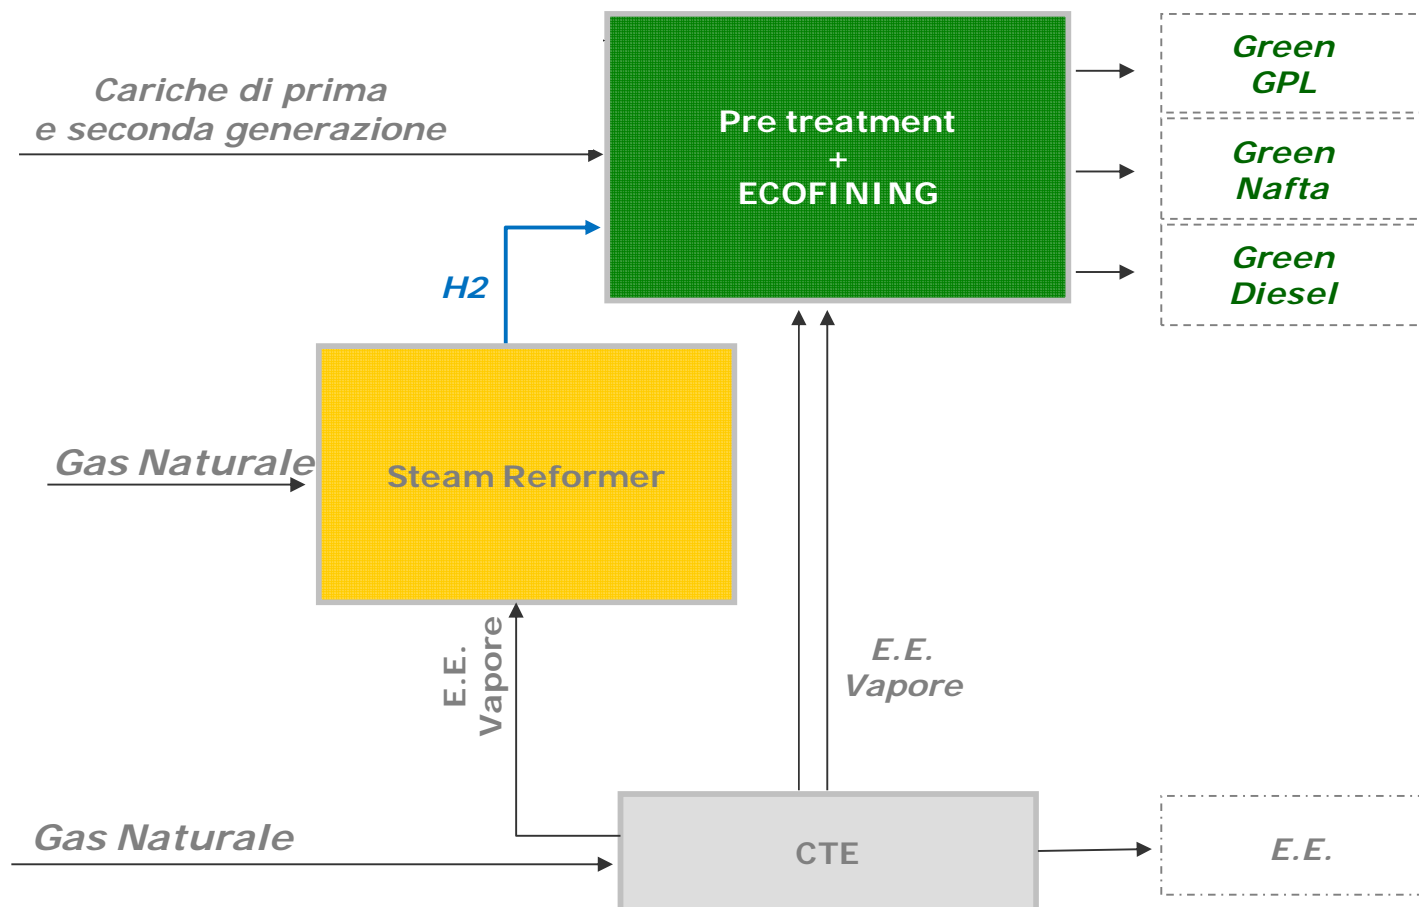 Cariche di prima
e seconda generazione
Pre treatment
+
ECOFINING
Green
GPL
Green
Nafta
Green
Diesel
H2
Gas Naturale
Steam Reformer
E.E.
Vapore
E.E.
Vapore
Gas Naturale
CTE
E.E.